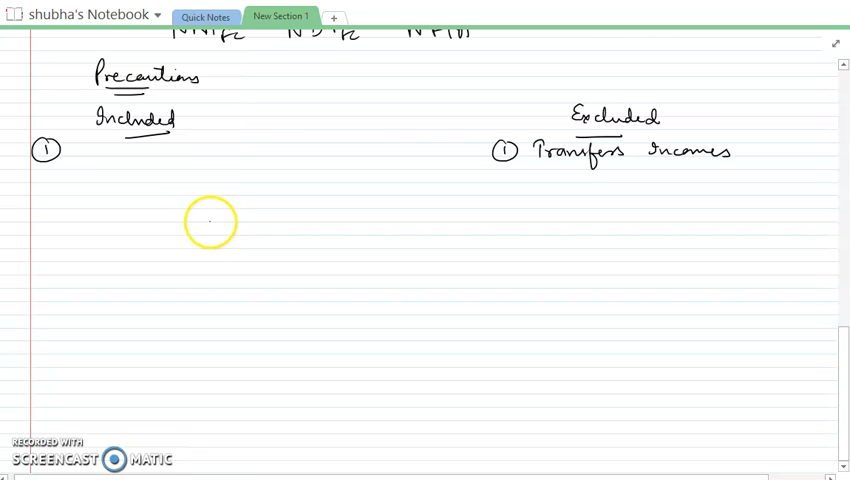 shubha's Notebook
Quick Notes
New Section 1
Precautions
Included
Excluded
①
① Transfers Incomes
RECORDED WITH
SCREENCAST MATIC